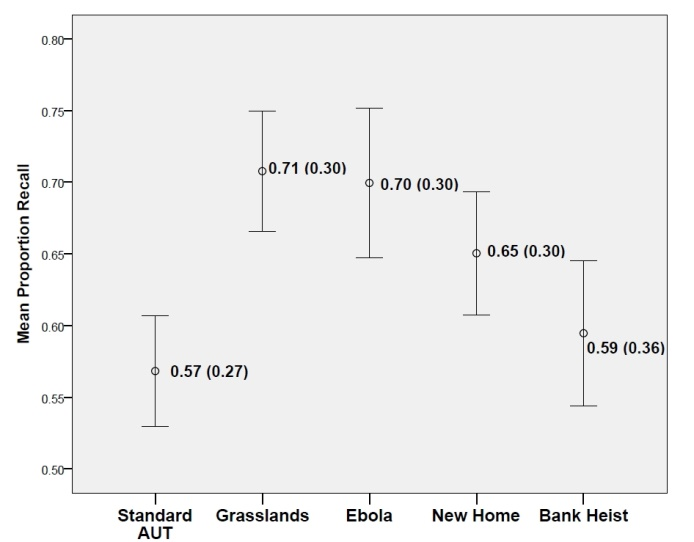 Mean Proportion Recall
0.80
0.75
0.70
0.65
0.60
0.55
0.50
0.57 (0.27)
0.71 (0.30)
0.70 (0.30)
0.65 (0.30)
0.59 (0.36)
Standard AUT
Grasslands
Ebola
New Home
Bank Heist